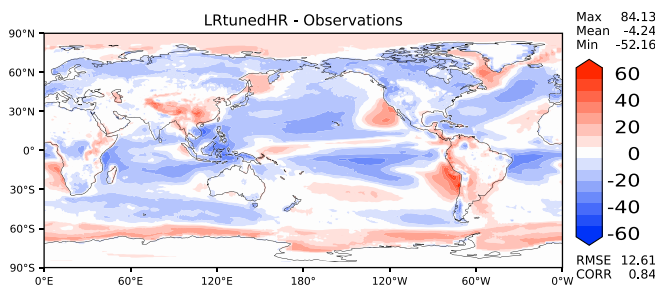 LRtunedHR - Observations
Max 84.13
Mean -4.24
Min -52.16
90°N
60°N
30°N
0°
30°S
60°S
90°S
0°E
60°E
120°E
180°
120°W
60°W
0°W
60
40
20
0
-20
-40
-60
RMSE 12.61
CORR 0.84